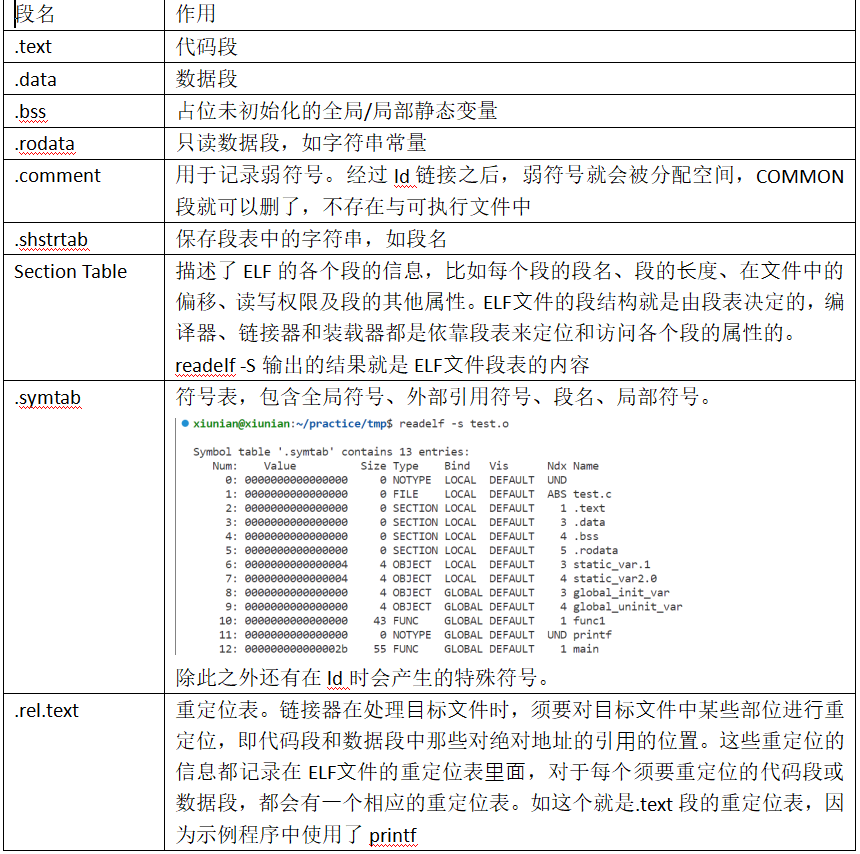 段名 作用
.text 代码段
.data 数据段
.bss 占位未初始化的全局/局部静态变量
.rodata 只读数据段，如字符串常量
.comment 用于记录弱符号。经过 ld 链接之后，弱符号就会被分配空间，COMMON
段就可以删了，不存在与可执行文件中
.shstrtab 保存段表中的字符串，如段名
Section Table 描述了 ELF 的各个段的信息，比如每个段的段名、段的长度、在文件中的
偏移、读写权限及段的其他属性。ELF文件的段结构就是由段表决定的，编
译器、链接器和装载器都是依靠段表来定位和访问各个段的属性的。
readelf -S 输出的结果就是 ELF文件段表的内容
.symtab 符号表，包含全局符号、外部引用符号、段名、局部符号。
xiunian@xiunian:~/practice/tmp$ readelf -s test.o
Symbol table '.symtab' contains 13 entries:
Num: Value Size Type Bind Vis Ndx Name
0: 0000000000000000 0 NOTYPE LOCAL DEFAULT UND
1: 0000000000000000 0 FILE LOCAL DEFAULT ABS test.c
2: 0000000000000000 0 SECTION LOCAL DEFAULT 1 .text
3: 0000000000000000 0 SECTION LOCAL DEFAULT 3 .data
4: 0000000000000000 0 SECTION LOCAL DEFAULT 4 .bss
5: 0000000000000000 0 SECTION LOCAL DEFAULT 5 .rodata
6: 0000000000000004 4 OBJECT LOCAL DEFAULT 3 static_var.1
7: 0000000000000004 4 OBJECT LOCAL DEFAULT 4 static_var2.0
8: 0000000000000000 4 OBJECT GLOBAL DEFAULT 3 global_init_var
9: 0000000000000000 4 OBJECT GLOBAL DEFAULT 4 global_uninit_var
10: 0000000000000000 43 FUNC GLOBAL DEFAULT 1 func1
11: 0000000000000000 0 NOTYPE GLOBAL DEFAULT UND printf
12: 000000000000002b 55 FUNC GLOBAL DEFAULT 1 main
除此之外还有在 ld 时会产生的特殊符号。
.rel.text 重定位表。链接器在处理目标文件时，须要对目标文件中某些部位进行重
定位，即代码段和数据段中那些对绝对地址的引用的位置。这些重定位的
信息都记录在 ELF文件的重定位表里面，对于每个须要重定位的代码段或
数据段，都会有一个相应的重定位表。如这个就是.text 段的重定位表，因
为示例程序中使用了 printf